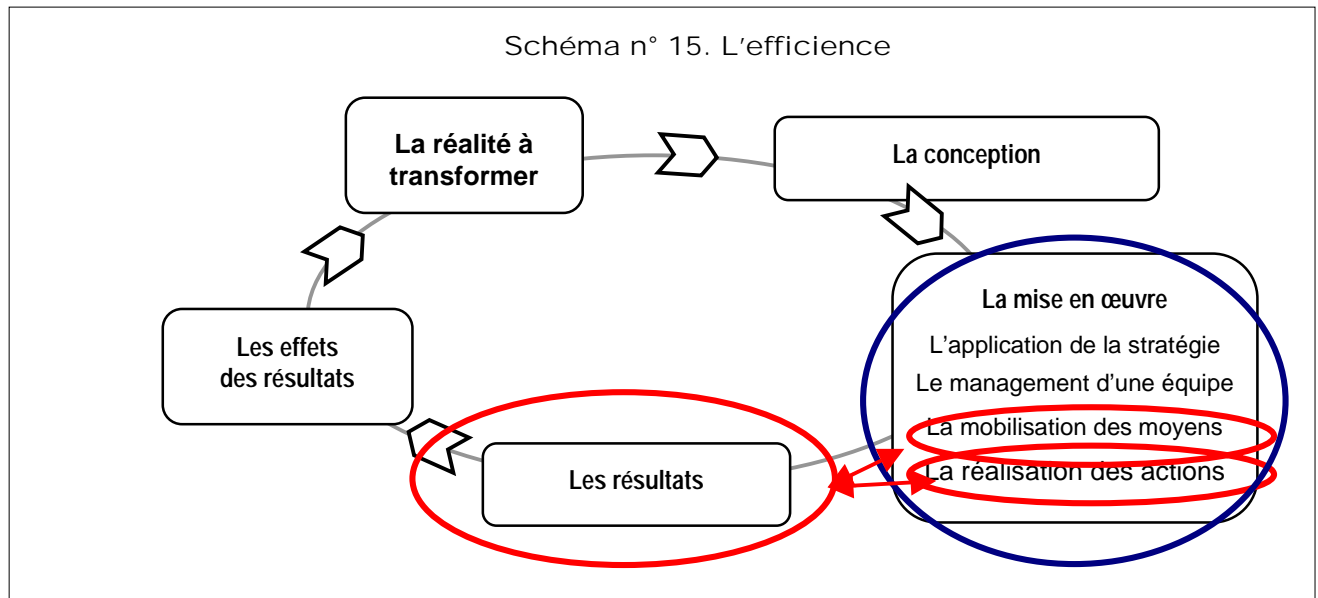 Schéma n° 15. L'efficience
La réalité à
transformer
La conception
La mise en œuvre
L'application de la stratégie
Le management d'une équipe
La mobilisation des moyens
La réalisation des actions
Les effets
des résultats
Les résultats